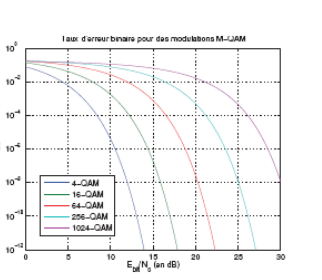 Taux d'erreur binaire pour des modulations M-QAM
10^0
10^-2
10^-4
10^-6
10^-8
10^-10
10^-12
4-QAM
16-QAM
64-QAM
256-QAM
1024-QAM
0 5 10 15 20 25 30
E_bit/N_0 (en dB)